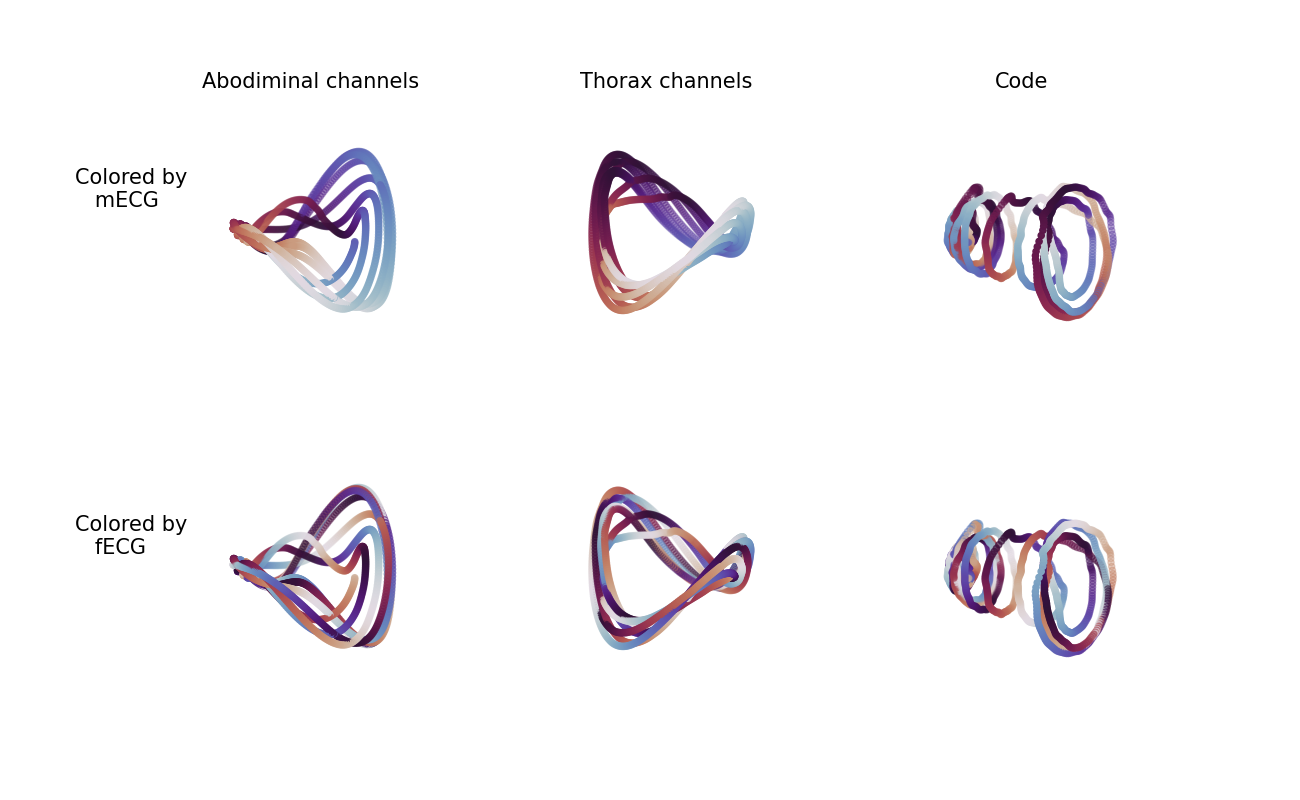 Abodiminal channels
Thorax channels
Code
Colored by
mECG
Colored by
fECG